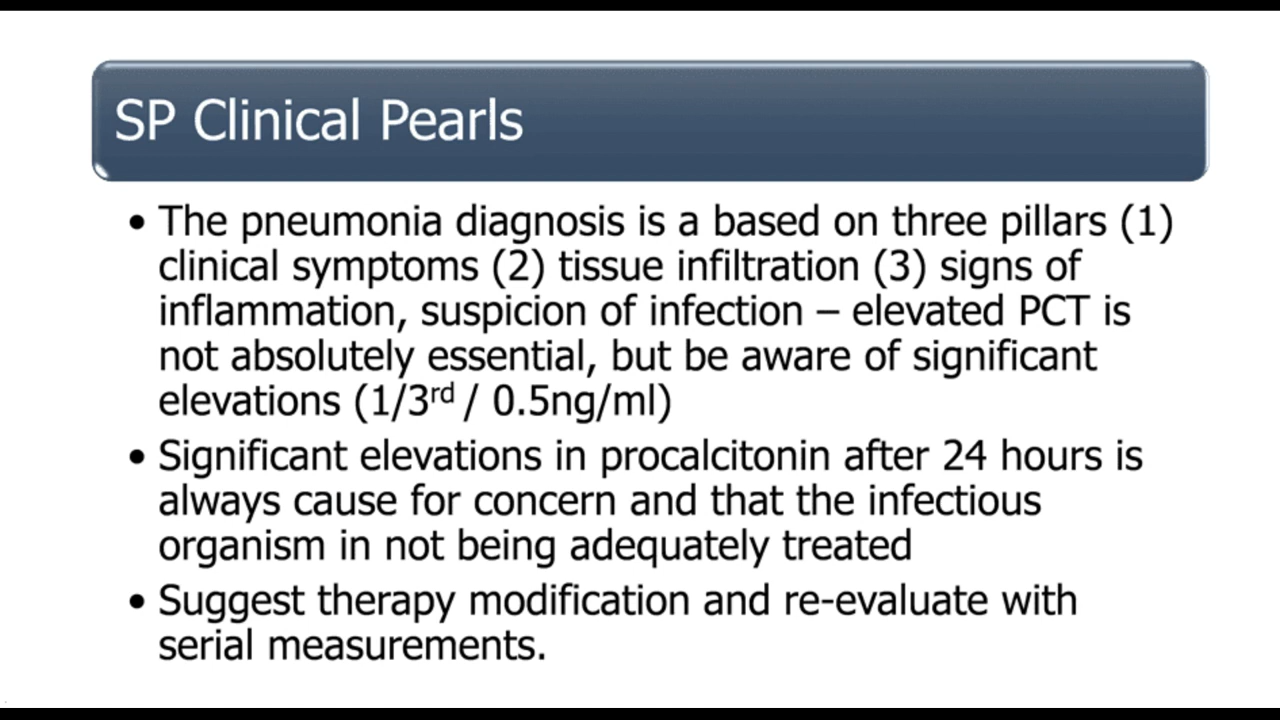 SP Clinical Pearls
• The pneumonia diagnosis is a based on three pillars (1)
clinical symptoms (2) tissue infiltration (3) signs of
inflammation, suspicion of infection – elevated PCT is
not absolutely essential, but be aware of significant
elevations (1/3rd / 0.5ng/ml)
• Significant elevations in procalcitonin after 24 hours is
always cause for concern and that the infectious
organism in not being adequately treated
• Suggest therapy modification and re-evaluate with
serial measurements.